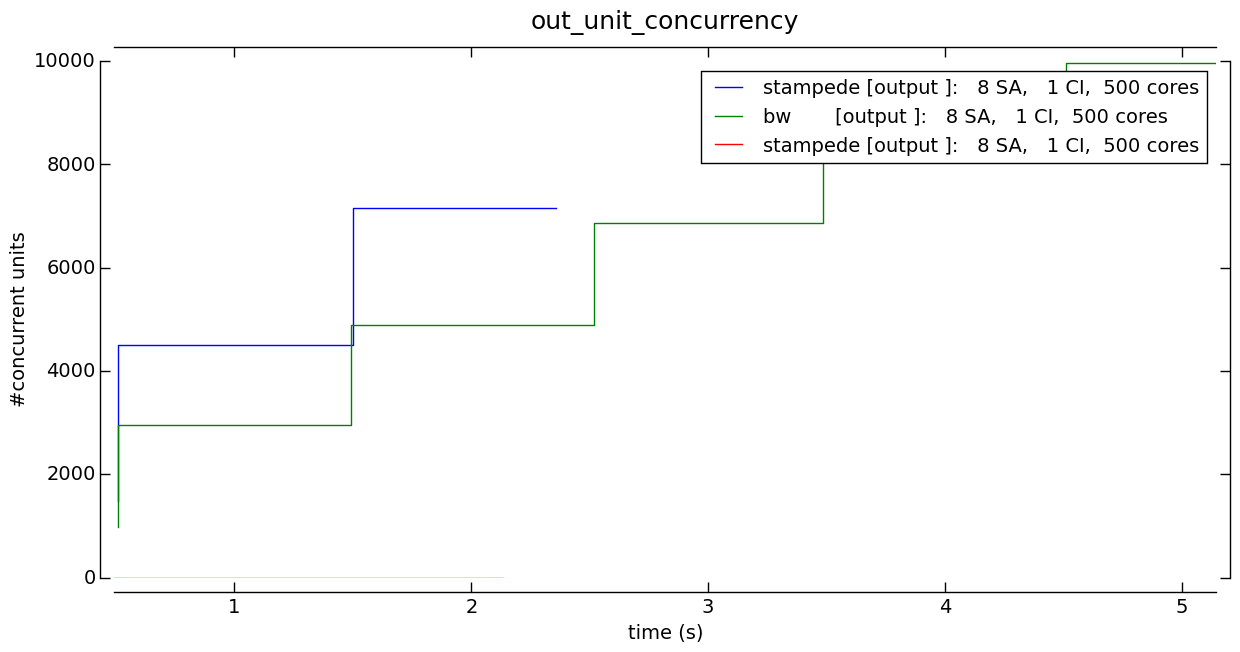 out_unit_concurrency
10000
8000
6000
4000
2000
0
#concurrent units
stampede [output ]:   8 SA,   1 CI,  500 cores
bw       [output ]:   8 SA,   1 CI,  500 cores
stampede [output ]:   8 SA,   1 CI,  500 cores
1 2 3 4 5
time (s)